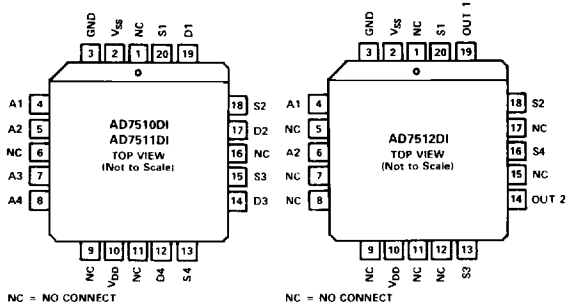 GND VSS NC S1 D1
3 2 1 20 19
A1 4
A2 5
NC 6
A3 7
A4 8
AD7510DI
AD7511DI
TOP VIEW
(Not to Scale)
18 S2
17 D2
16 NC
15 S3
14 D3
9 10 11 12 13
NC VDD NC D4 S4
NC = NO CONNECT
GND VSS NC S1 OUT 1
3 2 1 20 19
A1 4
NC 5
A2 6
NC 7
NC 8
AD7512DI
TOP VIEW
(Not to Scale)
18 S2
17 NC
16 S4
15 NC
14 OUT 2
9 10 11 12 13
NC VDD NC NC S3
NC = NO CONNECT